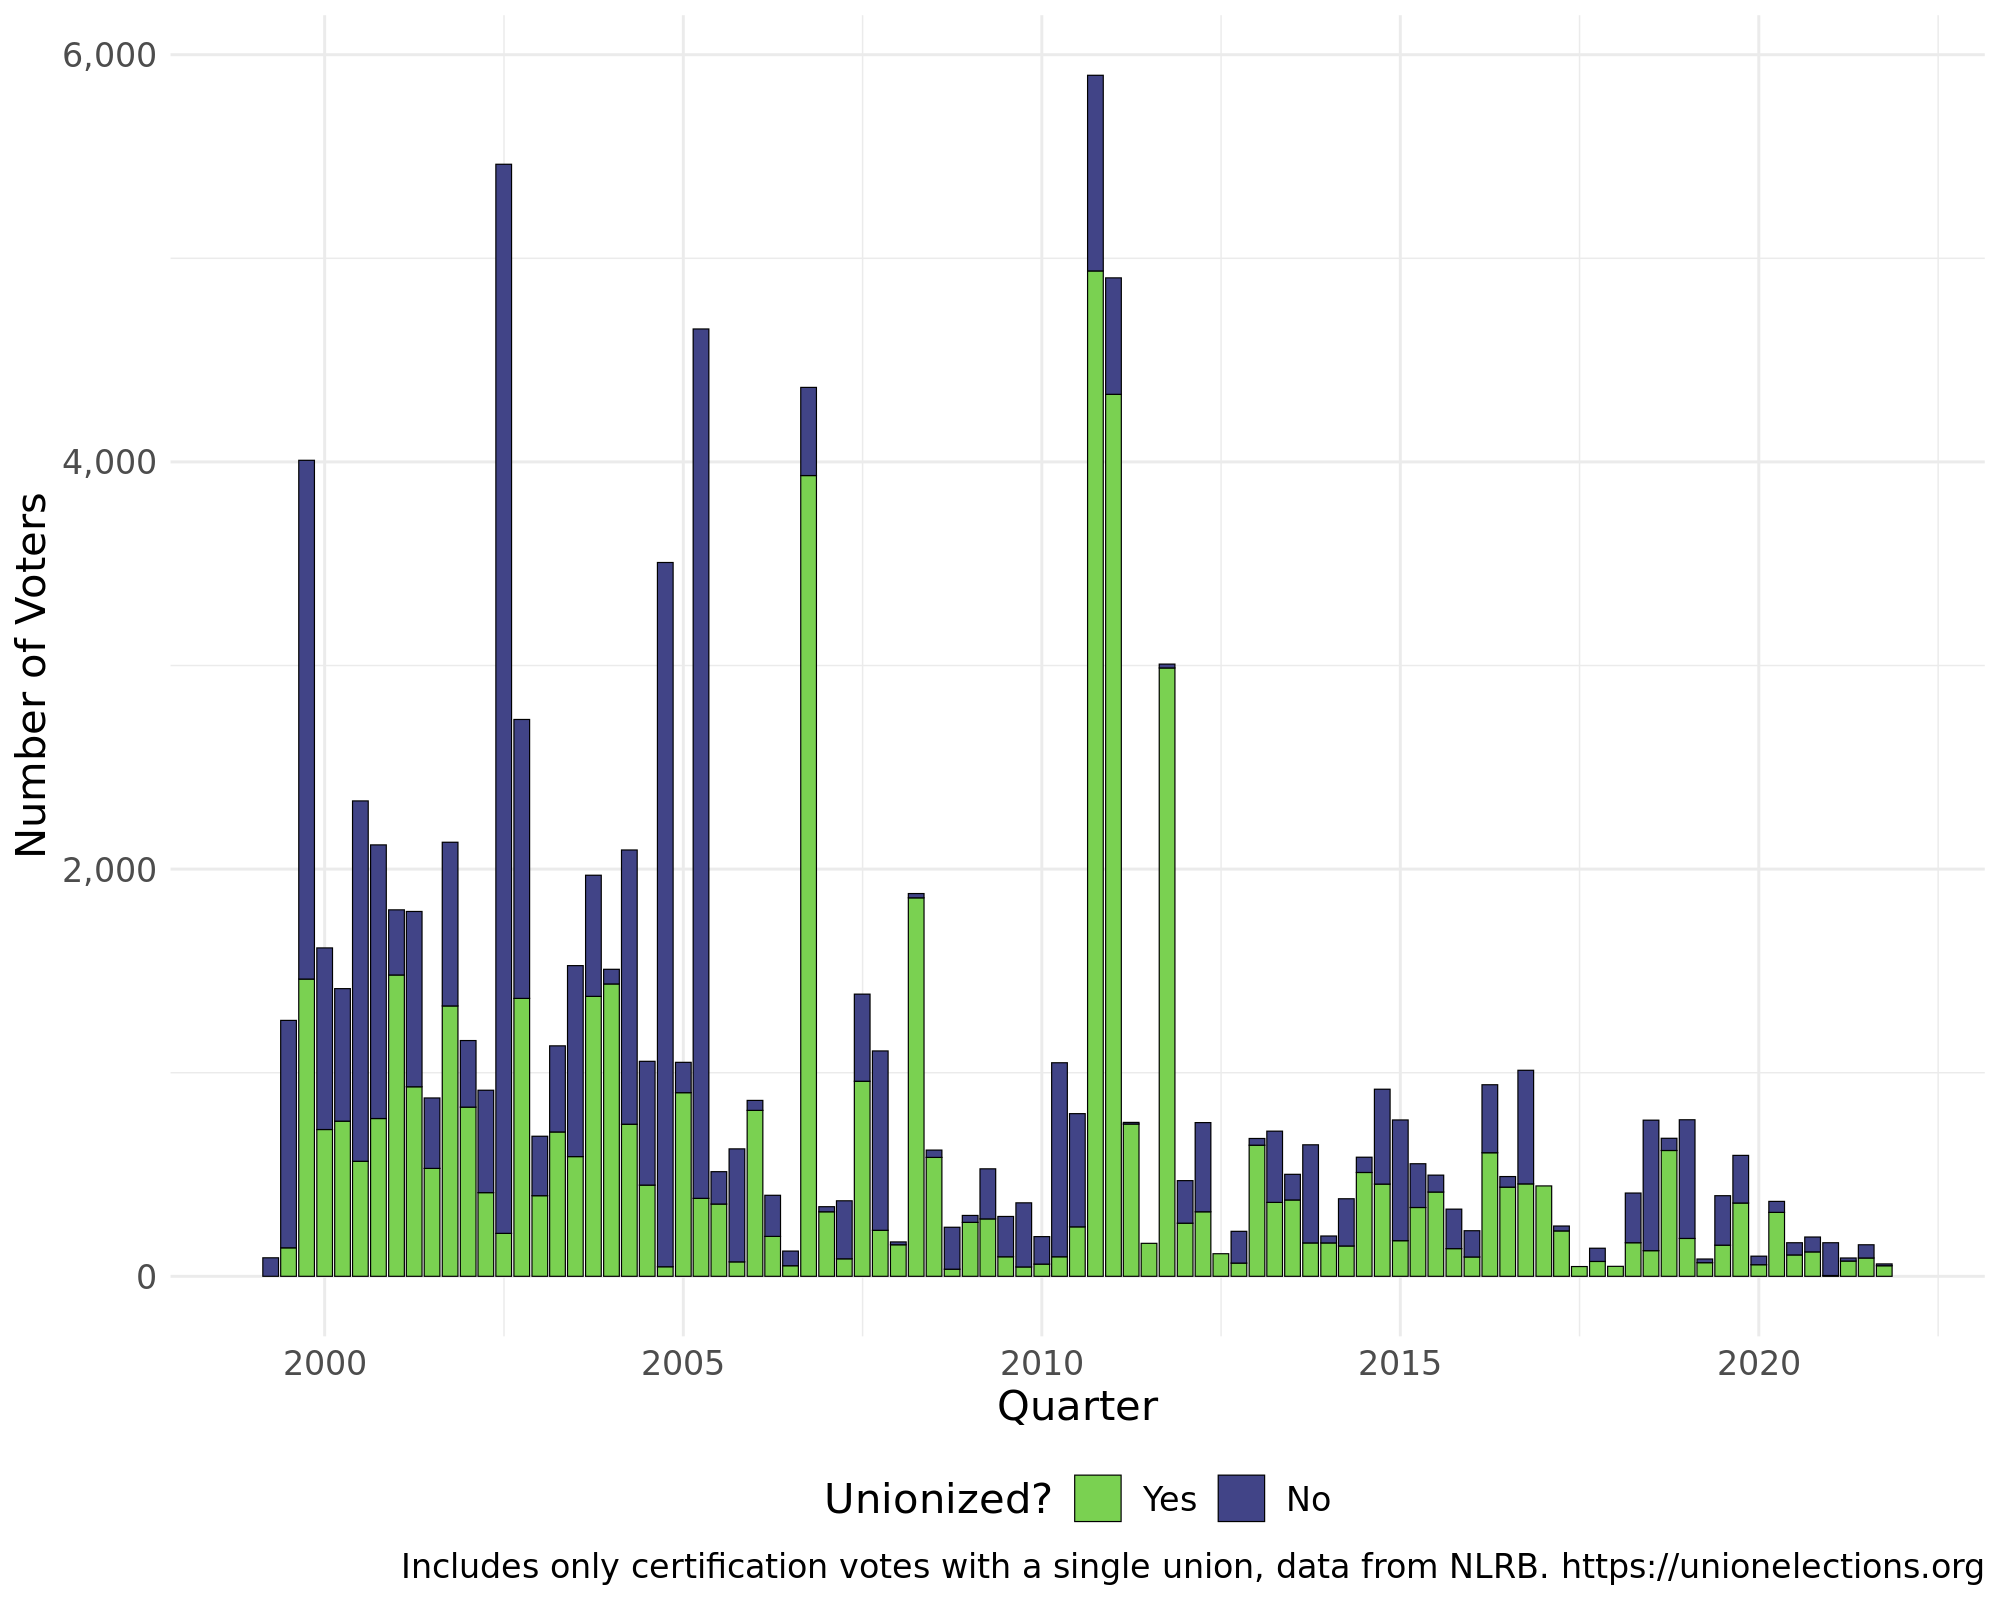 6,000
4,000
2,000
0
Number of Voters
2000 2005 2010 2015 2020
Quarter
Unionized? Yes No
Includes only certification votes with a single union, data from NLRB. https://unionelections.org